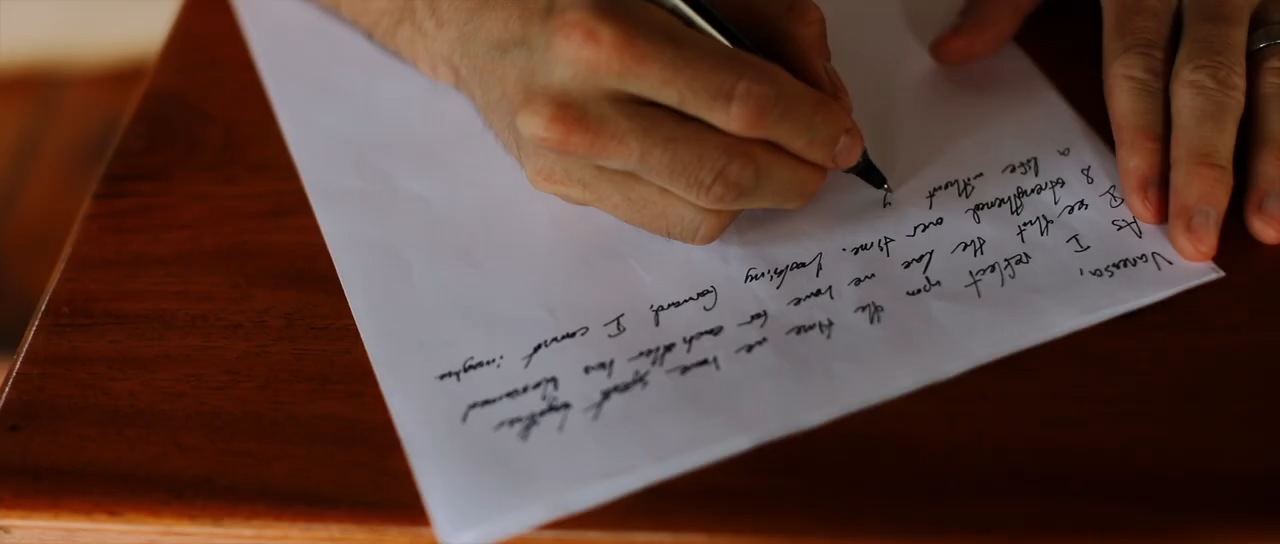 Vanessa,
As I reflect upon the time we have spent together
I see that the love we have for each other has blossomed
& strengthened over time. Looking forward, I cannot imagine
a life without y